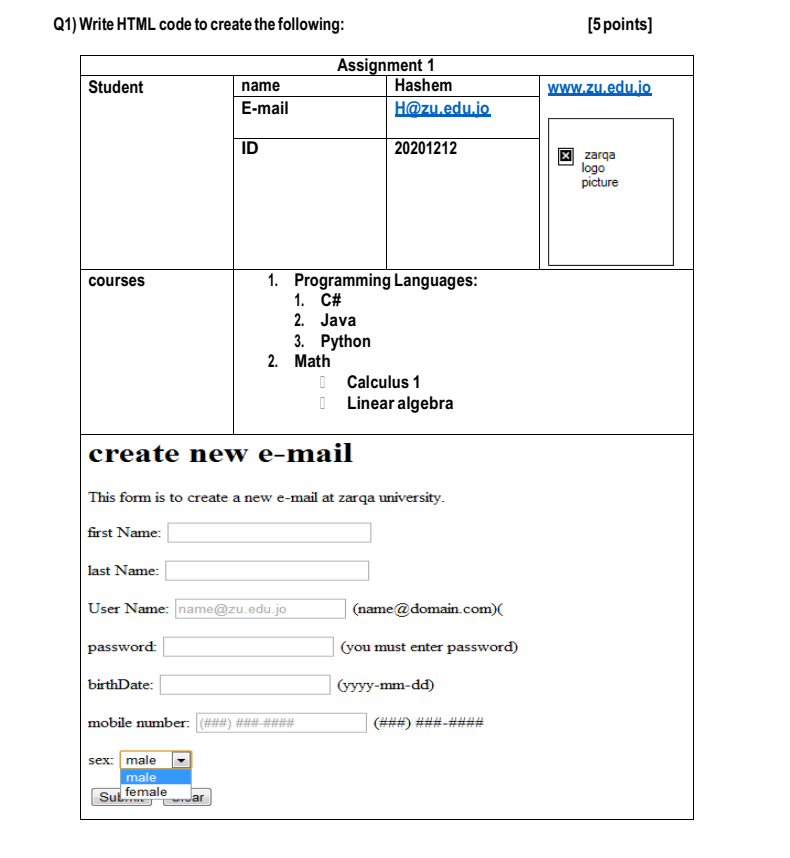 Q1) Write HTML code to create the following: [5 points]
Assignment 1
Student name Hashem www.zu.edu.jo
E-mail H@zu.edu.jo
ID 20201212
zarqa
logo
picture
courses
1. Programming Languages:
1. C#
2. Java
3. Python
2. Math
Calculus 1
Linear algebra
create new e-mail
This form is to create a new e-mail at zarqa university.
first Name:
last Name:
User Name: name@zu.edu.jo (name@domain.com)(
password: (you must enter password)
birthDate: (yyyy-mm-dd)
mobile number: (###) ###-#### (###) ###-####
sex: male
male
female